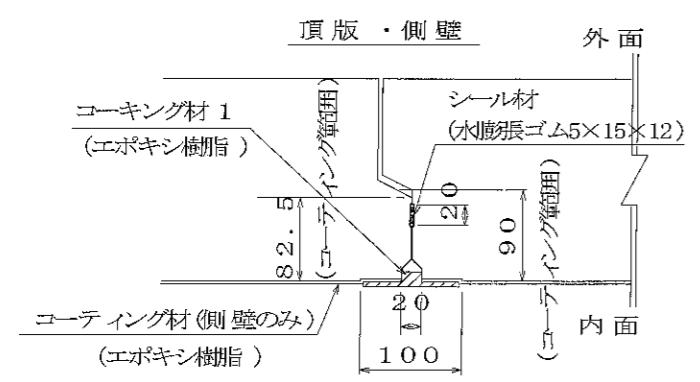 頂版・側壁
外面
コーキング材1
(エポキシ樹脂)
シール材
(水膨張ゴム5×15×12)
(コーティング範囲)
(コーティング範囲)
82.5
20
90
20
100
コーティング材(側壁のみ)
(エポキシ樹脂)
内面